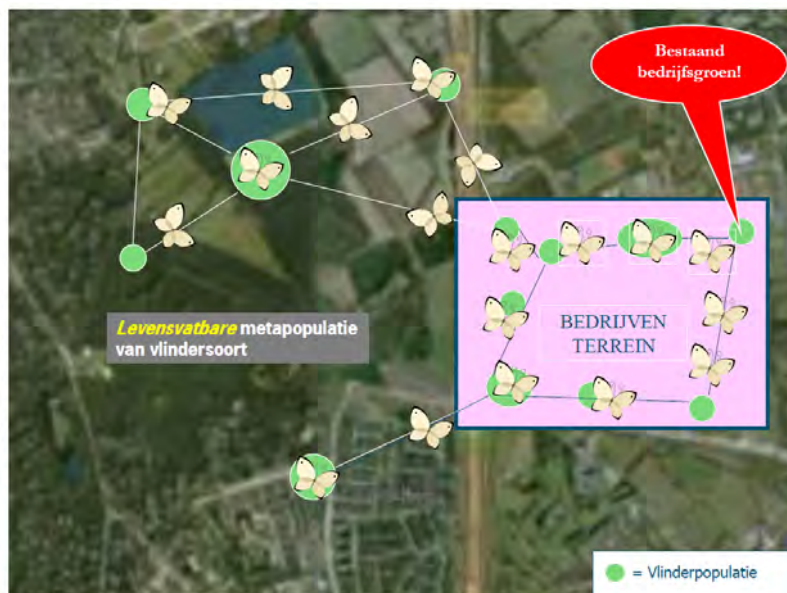 Bestaand
bedrijfsgroen!
Levensvatbare metapopulatie
van vlindersoort
BEDRIJVEN
TERREIN
= Vlinderpopulatie